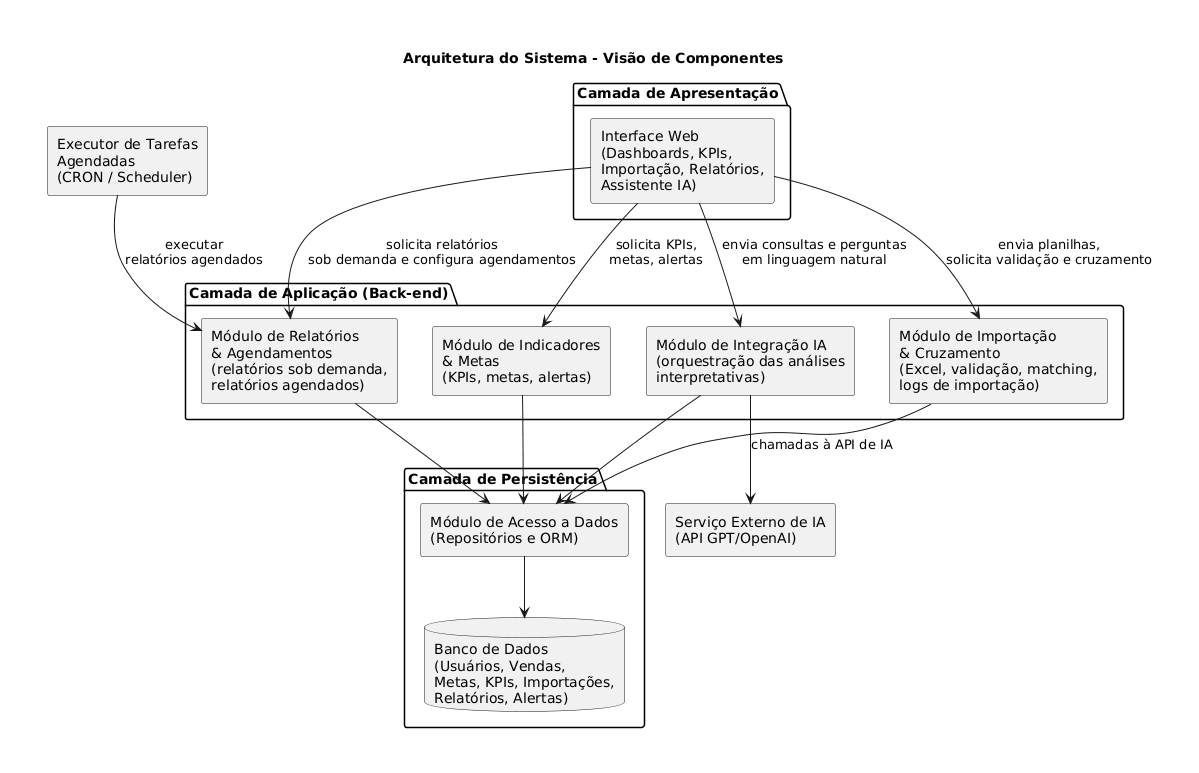 Arquitetura do Sistema - Visão de Componentes
Camada de Apresentação
Interface Web
(Dashboards, KPIs,
Importação, Relatórios,
Assistente IA)
Executor de Tarefas
Agendadas
(CRON / Scheduler)
executar
relatórios agendados
solicita relatórios
sob demanda e configura agendamentos
solicita KPIs,
metas, alertas
envia consultas e perguntas
em linguagem natural
envia planilhas,
solicita validação e cruzamento
Camada de Aplicação (Back-end)
Módulo de Relatórios
& Agendamentos
(relatórios sob demanda,
relatórios agendados)
Módulo de Indicadores
& Metas
(KPIs, metas, alertas)
Módulo de Integração IA
(orquestração das análises
interpretativas)
Módulo de Importação
& Cruzamento
(Excel, validação, matching,
logs de importação)
chamadas à API de IA
Camada de Persistência
Módulo de Acesso a Dados
(Repositórios e ORM)
Serviço Externo de IA
(API GPT/OpenAI)
Banco de Dados
(Usuários, Vendas,
Metas, KPIs, Importações,
Relatórios, Alertas)